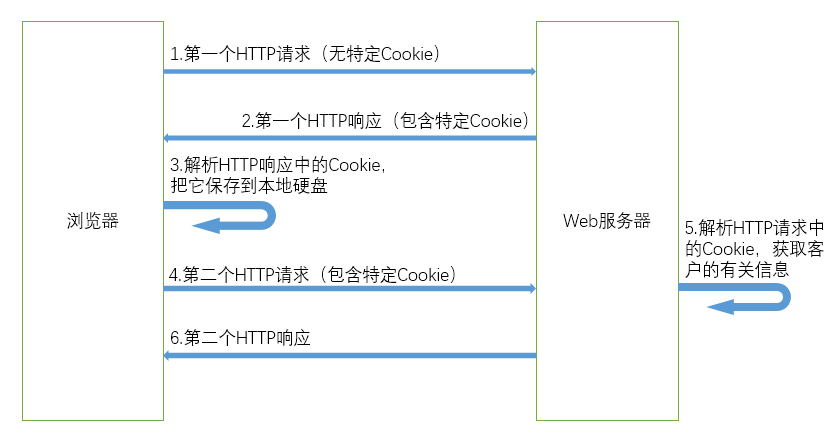 1.第一个HTTP请求（无特定Cookie）
2.第一个HTTP响应（包含特定Cookie）
3.解析HTTP响应中的Cookie,
把它保存到本地硬盘
浏览器
Web服务器
5.解析HTTP请求中
的Cookie，获取客
户的有关信息
4.第二个HTTP请求（包含特定Cookie）
6.第二个HTTP响应